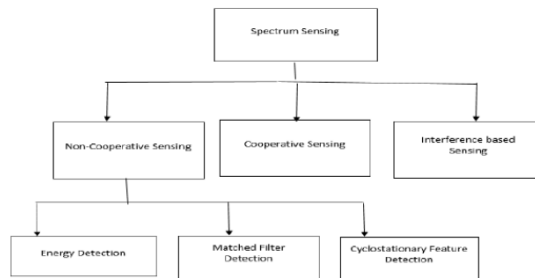 Spectrum Sensing
Non-Cooperative Sensing
Cooperative Sensing
Interference based
Sensing
Energy Detection
Matched Filter
Detection
Cyclostationary Feature
Detection